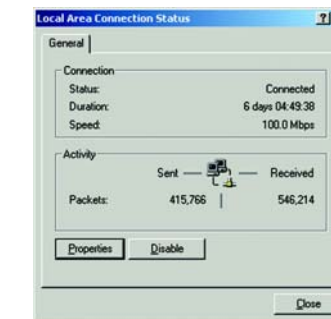 Local Area Connection Status ?
General
Connection
Status: Connected
Duration: 6 days 04:49:38
Speed: 100.0 Mbps
Activity
Sent — — Received
Packets: 415,766 | 546,214
Properties Disable
Close